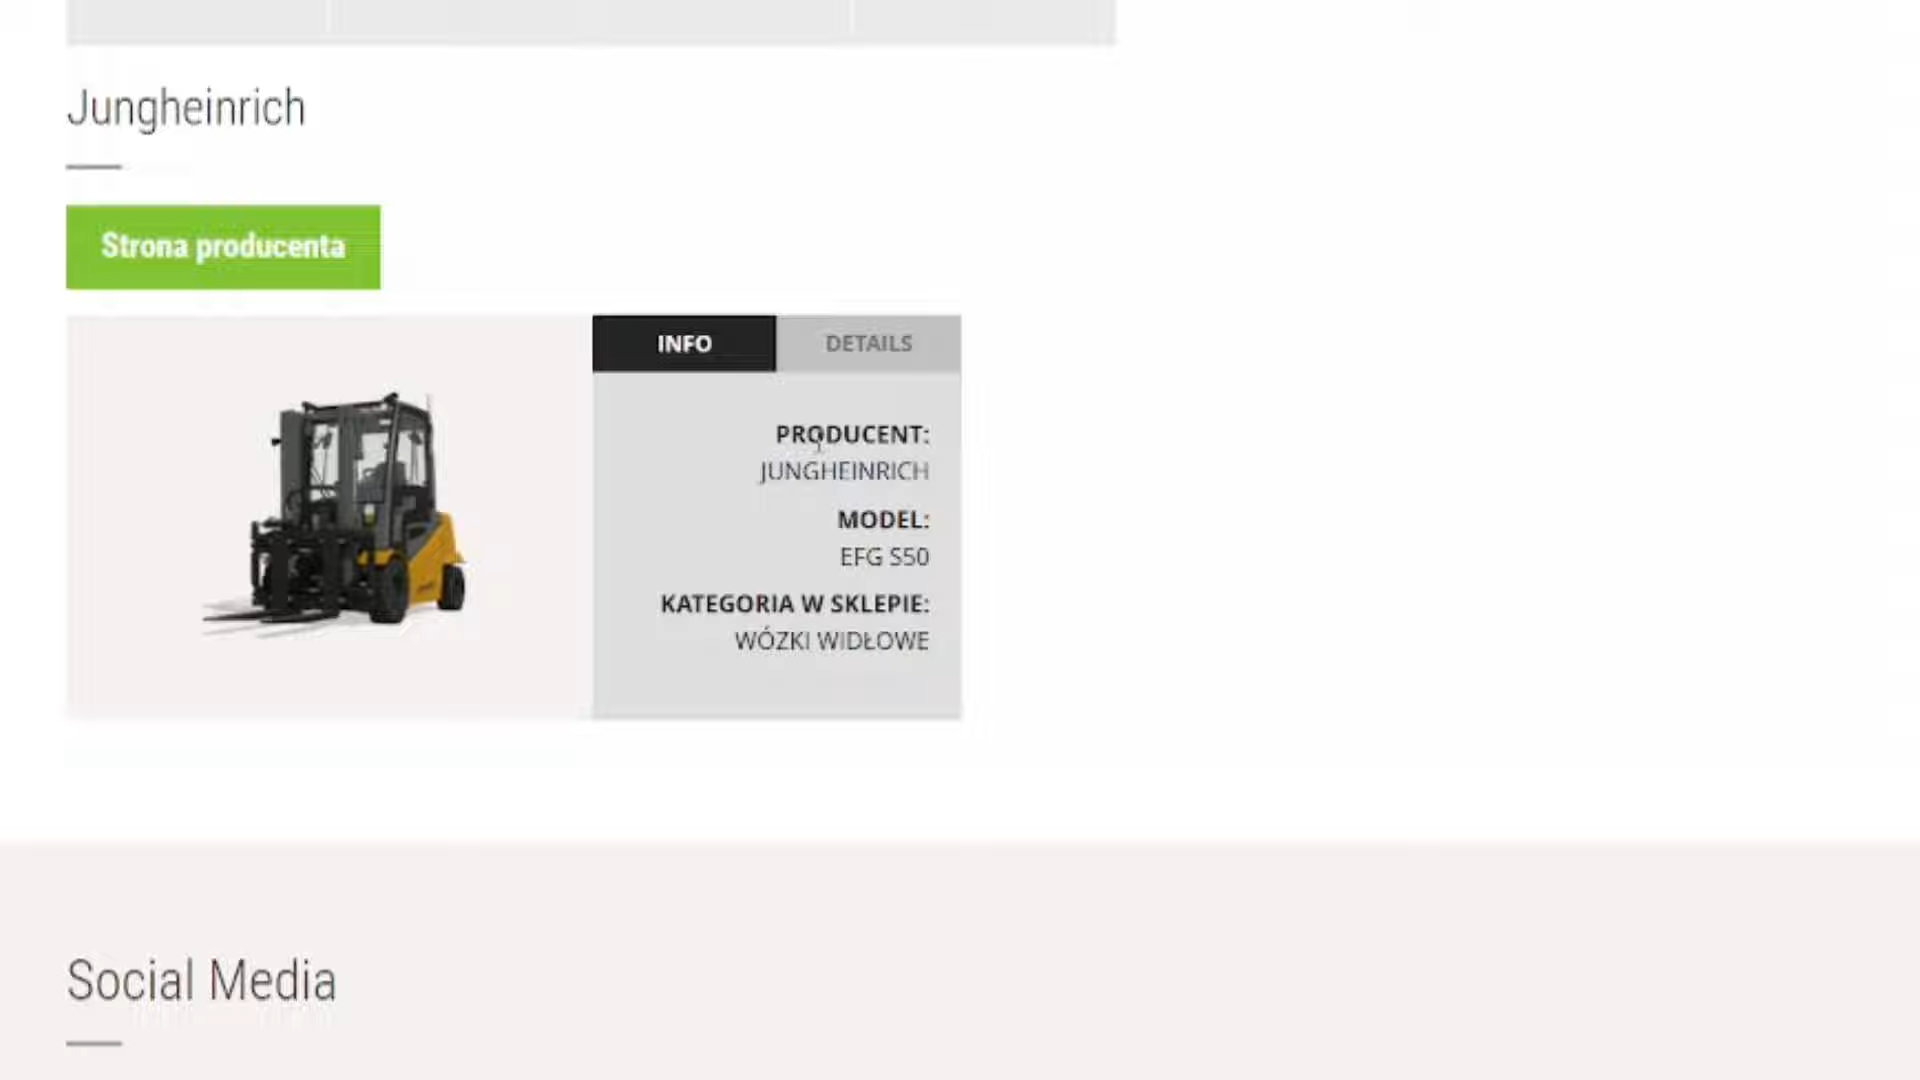 Jungheinrich
Strona producenta
INFO
DETAILS
PRODUCENT:
JUNGHEINRICH
MODEL:
EFG S50
KATEGORIA W SKLEPIE:
WÓZKI WIDŁOWE
Social Media